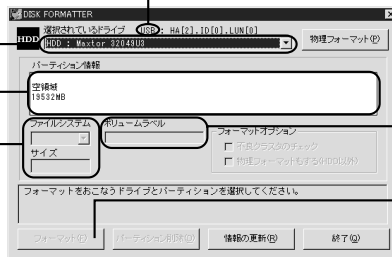 DISK FORMATTER
選択されているドライブ USB : HA[2].ID[0].LUN[0]
HDD
HDD : Maxtor 32049U3
物理フォーマット(P)
パーティション情報
空領域
19532MB
ファイルシステム
ボリュームラベル
サイズ
フォーマットオプション
不良クラスタのチェック
物理フォーマットもする(HDD以外)
フォーマットをおこなうドライブとパーティションを選択してください。
フォーマット(F)
パーティション削除(D)
情報の更新(R)
終了(Q)